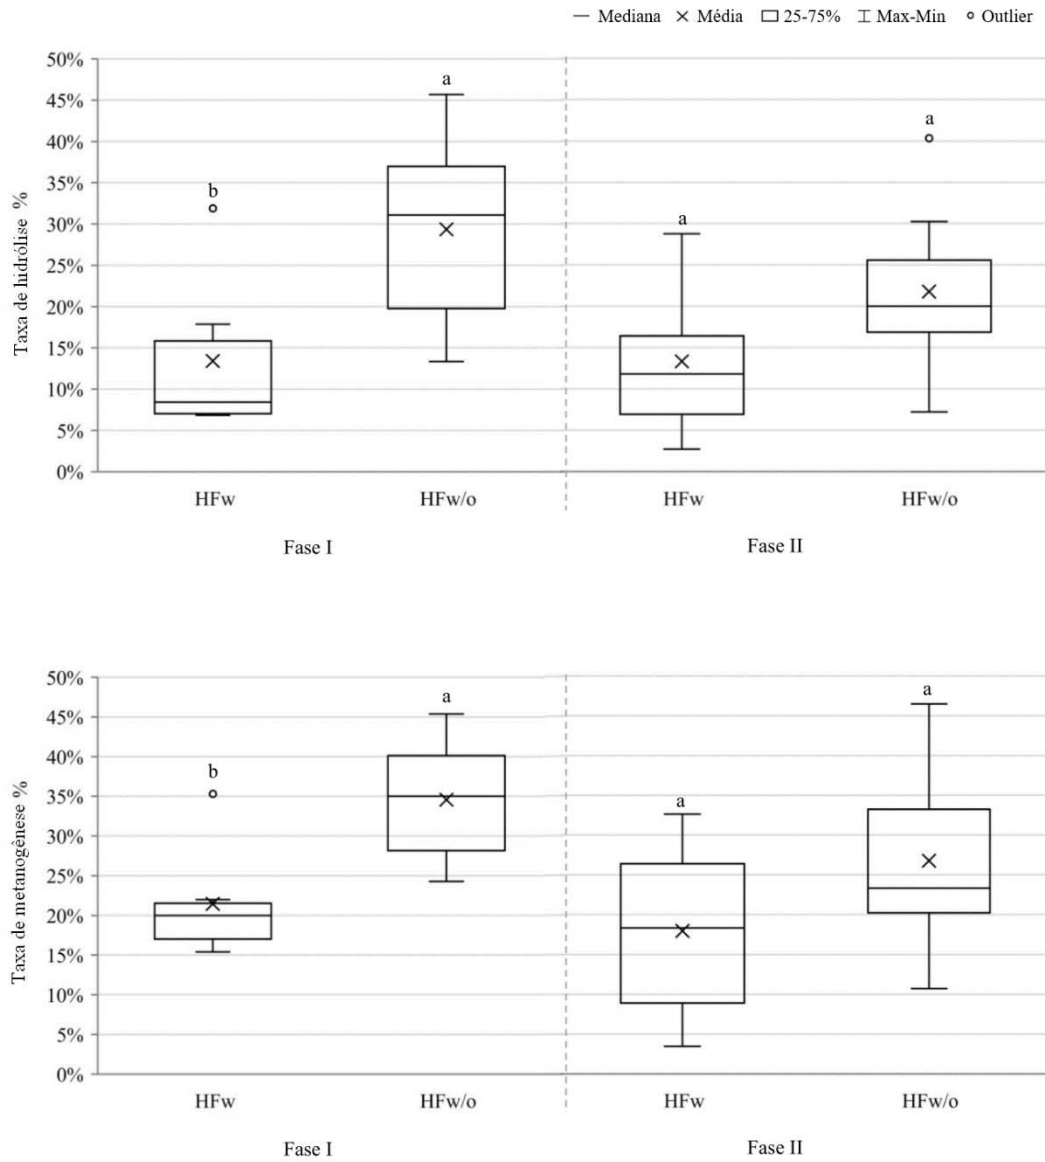 Mediana Média 25-75% Max-Min Outlier
50%
45%
40%
35%
30%
25%
20%
15%
10%
5%
0%
Taxa de hidrólise %
b
a
a
a
HFw HFw/o HFw HFw/o
Fase I Fase II
50%
45%
40%
35%
30%
25%
20%
15%
10%
5%
0%
Taxa de metanogênese %
b
a
a
a
HFw HFw/o HFw HFw/o
Fase I Fase II